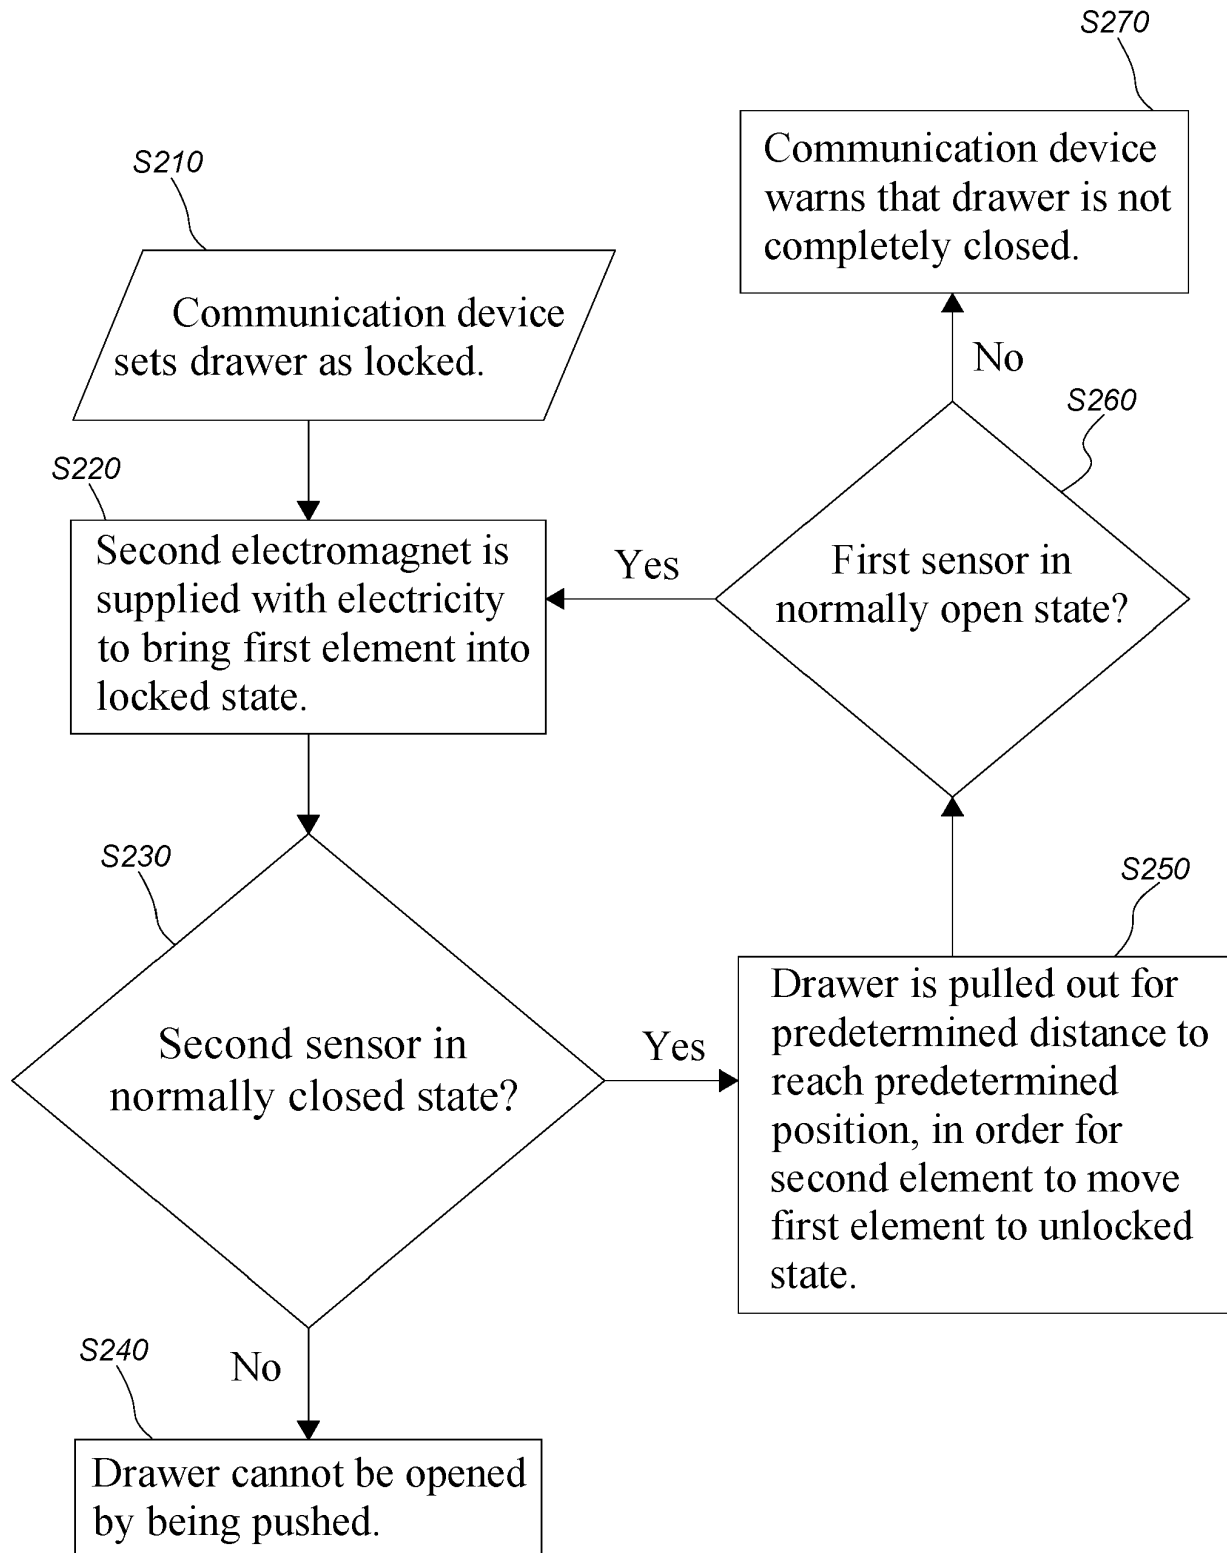 S210
Communication device
sets drawer as locked.
S220
Second electromagnet is
supplied with electricity
to bring first element into
locked state.
S230
Second sensor in
normally closed state?
No
S240
Drawer cannot be opened
by being pushed.
Yes
S250
Drawer is pulled out for
predetermined distance to
reach predetermined
position, in order for
second element to move
first element to unlocked
state.
S260
First sensor in
normally open state?
Yes
No
S270
Communication device
warns that drawer is not
completely closed.